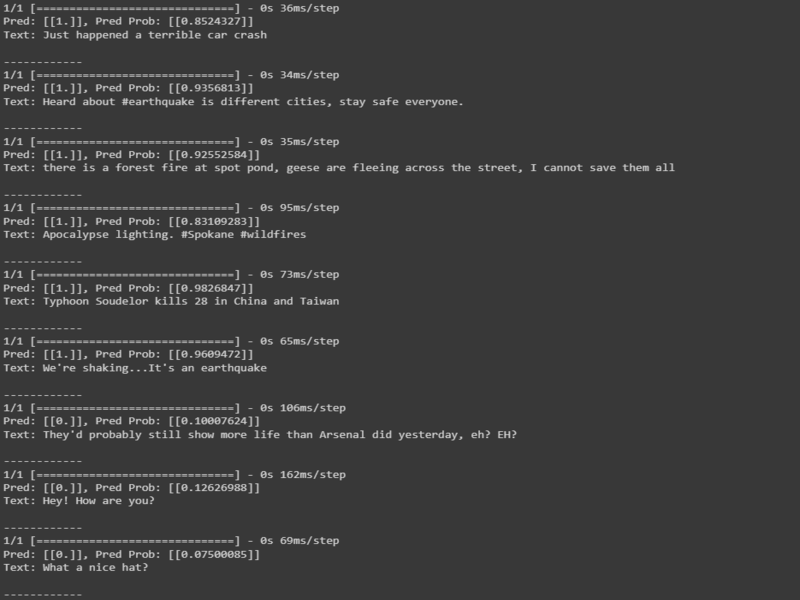 1/1 [==============================] - 0s 36ms/step
Pred: [[1.]], Pred Prob: [[0.8524327]]
Text: Just happened a terrible car crash
------------
1/1 [==============================] - 0s 34ms/step
Pred: [[1.]], Pred Prob: [[0.9356813]]
Text: Heard about #earthquake is different cities, stay safe everyone.
------------
1/1 [==============================] - 0s 35ms/step
Pred: [[1.]], Pred Prob: [[0.92552584]]
Text: there is a forest fire at spot pond, geese are fleeing across the street, I cannot save them all
------------
1/1 [==============================] - 0s 95ms/step
Pred: [[1.]], Pred Prob: [[0.83109283]]
Text: Apocalypse lighting. #Spokane #wildfires
------------
1/1 [==============================] - 0s 73ms/step
Pred: [[1.]], Pred Prob: [[0.9826847]]
Text: Typhoon Soudelor kills 28 in China and Taiwan
------------
1/1 [==============================] - 0s 65ms/step
Pred: [[1.]], Pred Prob: [[0.9609472]]
Text: We're shaking...It's an earthquake
------------
1/1 [==============================] - 0s 106ms/step
Pred: [[0.]], Pred Prob: [[0.10007624]]
Text: They'd probably still show more life than Arsenal did yesterday, eh? EH?
------------
1/1 [==============================] - 0s 162ms/step
Pred: [[0.]], Pred Prob: [[0.12626988]]
Text: Hey! How are you?
------------
1/1 [==============================] - 0s 69ms/step
Pred: [[0.]], Pred Prob: [[0.07500085]]
Text: What a nice hat?
------------